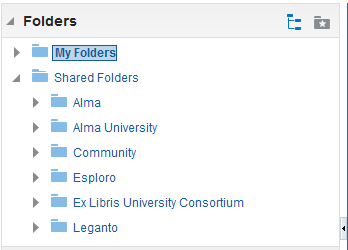 Folders
My Folders
Shared Folders
Alma
Alma University
Community
Esploro
Ex Libris University Consortium
Leganto